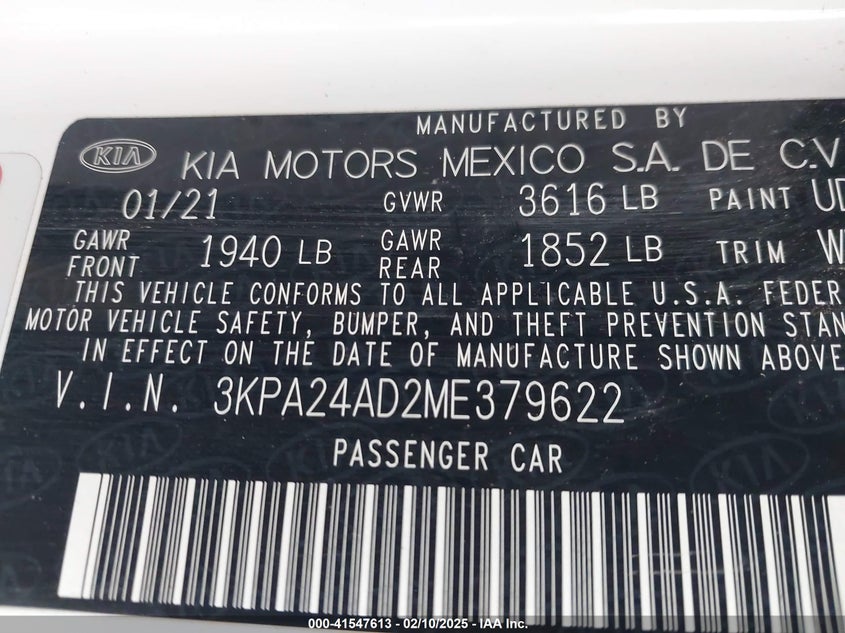 MANUFACTURED BY
KIA KIA MOTORS MEXICO S.A. DE C.V
01/21 GVWR 3616 LB PAINT UD
GAWR FRONT 1940 LB GAWR REAR 1852 LB TRIM W
THIS VEHICLE CONFORMS TO ALL APPLICABLE U.S.A. FEDER
MOTOR VEHICLE SAFETY, BUMPER, AND THEFT PREVENTION STAN
IN EFFECT ON THE DATE OF MANUFACTURE SHOWN ABOVE
V.I.N. 3KPA24AD2ME379622
PASSENGER CAR
000-41547613 - 02/10/2025 - IAA Inc.